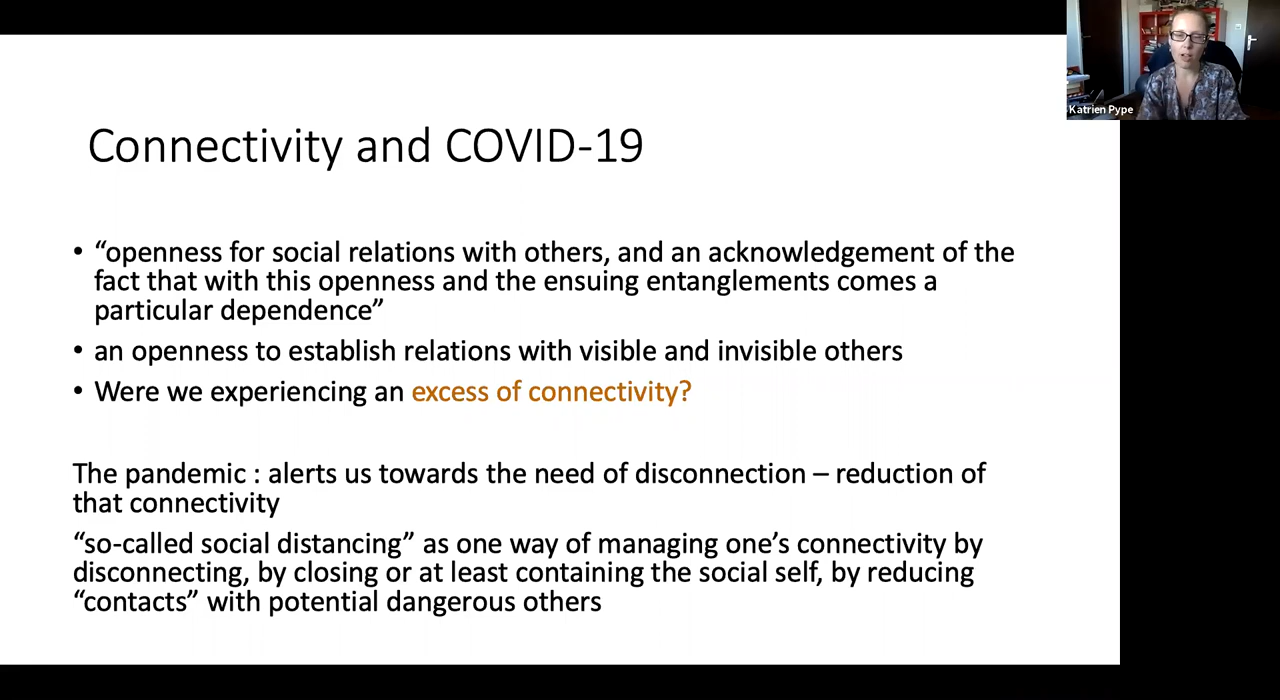 Katrien Pype
Connectivity and COVID-19
• “openness for social relations with others, and an acknowledgement of the
fact that with this openness and the ensuing entanglements comes a
particular dependence”
• an openness to establish relations with visible and invisible others
• Were we experiencing an excess of connectivity?
The pandemic : alerts us towards the need of disconnection – reduction of
that connectivity
“so-called social distancing” as one way of managing one’s connectivity by
disconnecting, by closing or at least containing the social self, by reducing
“contacts” with potential dangerous others